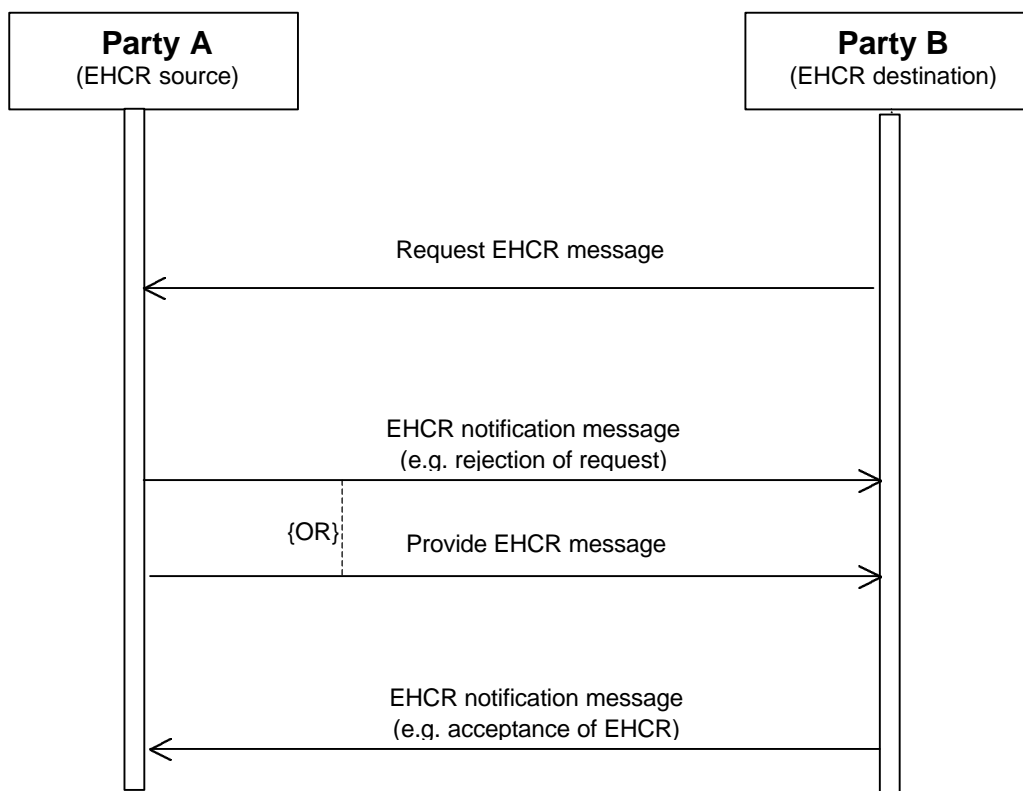 Party A
(EHCR source)
Party B
(EHCR destination)
Request EHCR message
EHCR notification message
(e.g. rejection of request)
{OR}
Provide EHCR message
EHCR notification message
(e.g. acceptance of EHCR)